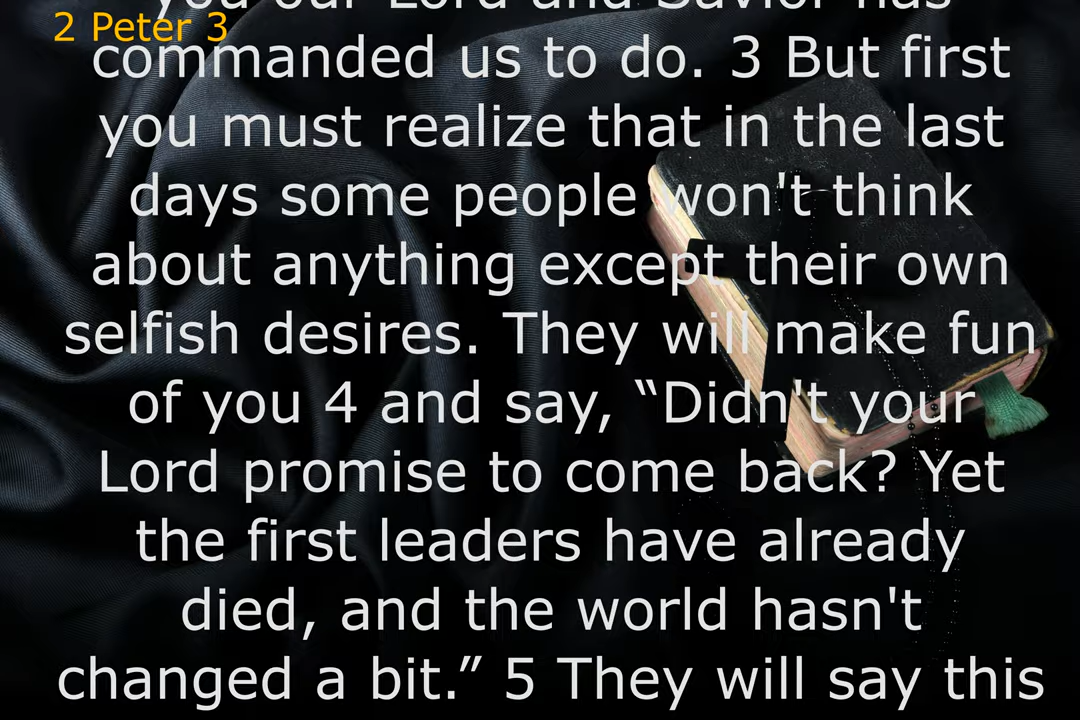 you our Lord and Savior has
2 Peter 3
commanded us to do. 3 But first
you must realize that in the last
days some people won't think
about anything except their own
selfish desires. They will make fun
of you 4 and say, “Didn't your
Lord promise to come back? Yet
the first leaders have already
died, and the world hasn't
changed a bit.” 5 They will say this